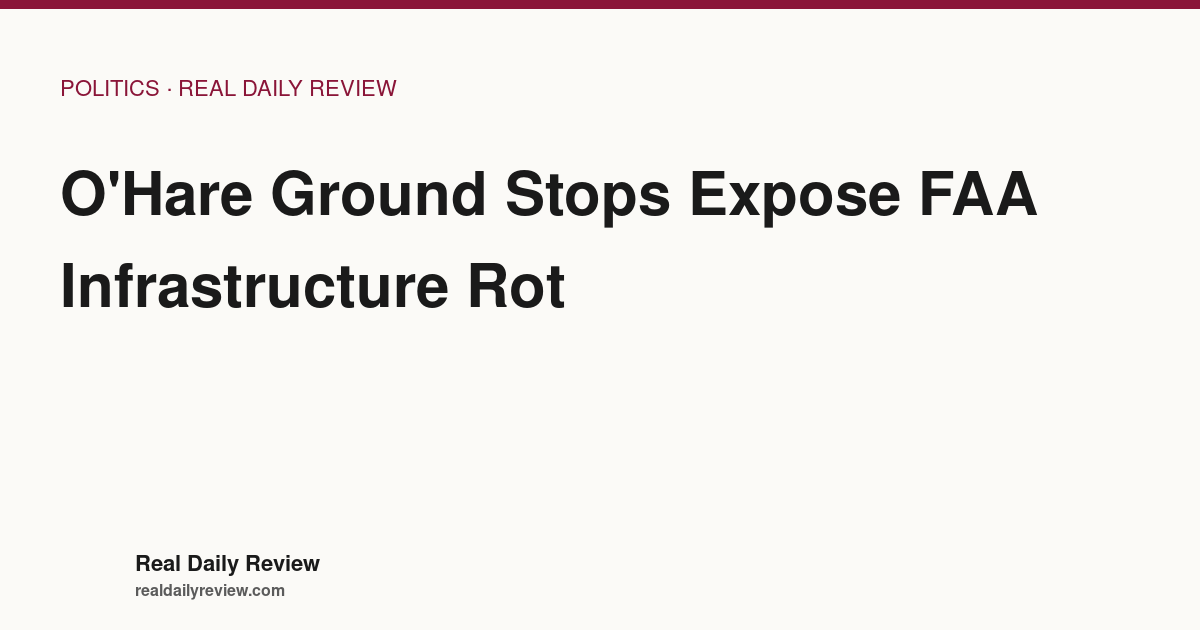 POLITICS · REAL DAILY REVIEW
O'Hare Ground Stops Expose FAA
Infrastructure Rot
Real Daily Review
realdailyreview.com